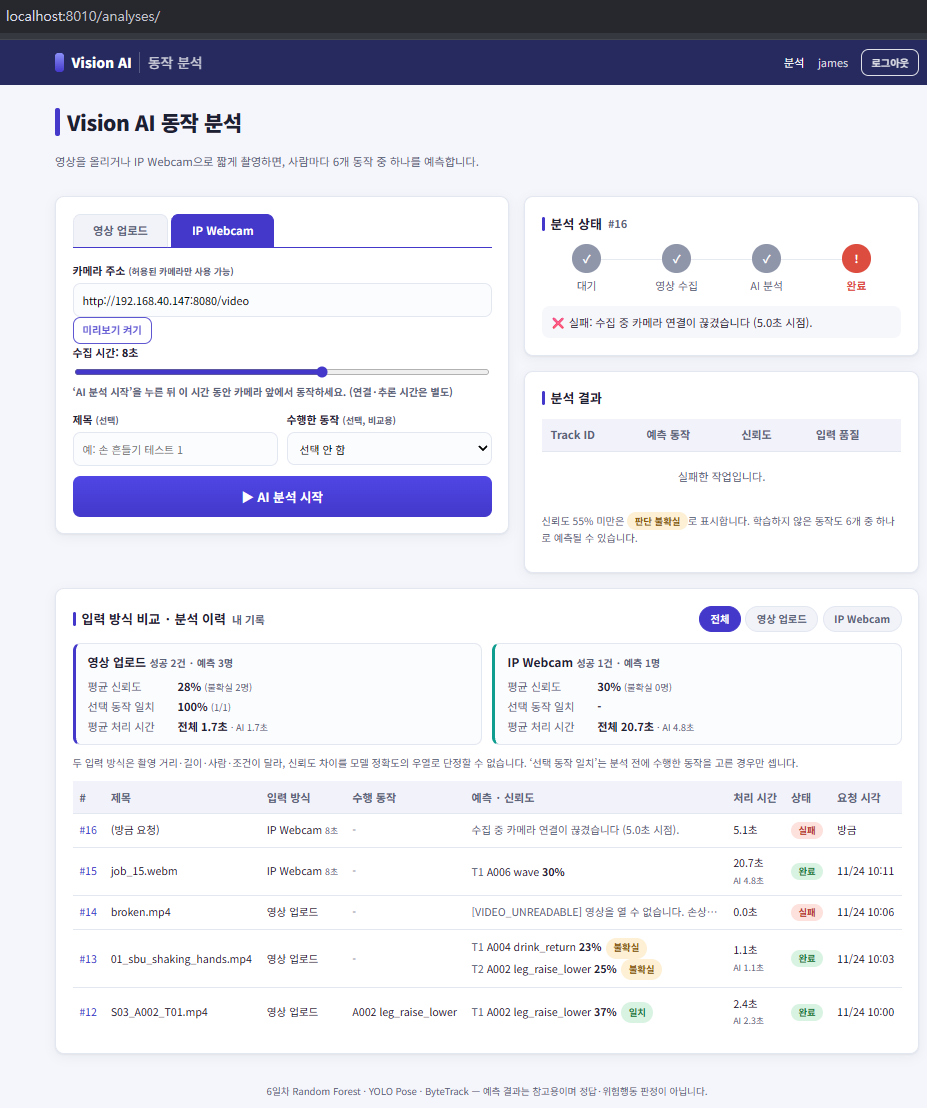 localhost:8010/analyses/
Vision AI 동작 분석
분석 james 로그아웃
Vision AI 동작 분석
영상을 올리거나 IP Webcam으로 짧게 촬영하면, 사람마다 6개 동작 중 하나를 예측합니다.
영상 업로드 IP Webcam
카메라 주소 (허용된 카메라만 사용 가능)
http://192.168.40.147:8080/video
미리보기 켜기
수집 시간: 8초
‘AI 분석 시작’을 누른 뒤 이 시간 동안 카메라 앞에서 동작하세요. (연결·추론 시간은 별도)
제목 (선택) 수행한 동작 (선택, 비교용)
예: 손 흔들기 테스트 1 선택 안 함
▶ AI 분석 시작
분석 상태 #16
✓ ✓ ✓ !
대기 영상 수집 AI 분석 완료
❌ 실패: 수집 중 카메라 연결이 끊겼습니다 (5.0초 시점).
분석 결과
Track ID 예측 동작 신뢰도 입력 품질
실패한 작업입니다.
신뢰도 55% 미만은 판단 불확실 로 표시합니다. 학습하지 않은 동작도 6개 중 하나
로 예측될 수 있습니다.
입력 방식 비교 · 분석 이력 내 기록
전체 영상 업로드 IP Webcam
영상 업로드 성공 2건 · 예측 3명
평균 신뢰도 28% (불확실 2명)
선택 동작 일치 100% (1/1)
평균 처리 시간 전체 1.7초 · AI 1.7초
IP Webcam 성공 1건 · 예측 1명
평균 신뢰도 30% (불확실 0명)
선택 동작 일치 -
평균 처리 시간 전체 20.7초 · AI 4.8초
두 입력 방식은 촬영 거리·길이·사람·조건이 달라, 신뢰도 차이를 모델 정확도의 우열로 단정할 수 없습니다. ‘선택 동작 일치’는 분석 전에 수행한 동작을 고른 경우만 셉니다.
# 제목 입력 방식 수행 동작 예측 · 신뢰도 처리 시간 상태 요청 시각
#16 (방금 요청) IP Webcam 8초 - 수집 중 카메라 연결이 끊겼습니다 (5.0초 시점). 5.1초 실패 방금
#15 job_15.webm IP Webcam 8초 - T1 A006 wave 30% 20.7초 완료 11/24 10:11
AI 4.8초
#14 broken.mp4 영상 업로드 - [VIDEO_UNREADABLE] 영상을 열 수 없습니다. 손상… 0.0초 실패 11/24 10:06
#13 01_sbu_shaking_hands.mp4 영상 업로드 - T1 A004 drink_return 23% 불확실 1.1초 완료 11/24 10:03
T2 A002 leg_raise_lower 25% 불확실 AI 1.1초
#12 S03_A002_T01.mp4 영상 업로드 A002 leg_raise_lower T1 A002 leg_raise_lower 37% 일치 2.4초 완료 11/24 10:00
AI 2.3초
6일차 Random Forest · YOLO Pose · ByteTrack — 예측 결과는 참고용이며 정답·위험행동 판정이 아닙니다.